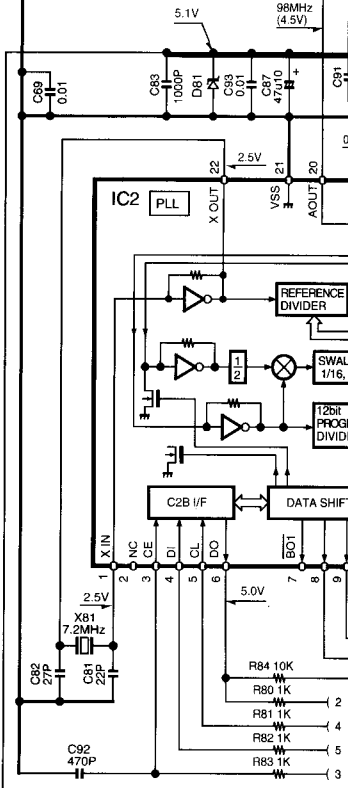 5.1V
98MHz
(4.5V)
C69
0.01
C83
1000P
D81
C93
0.01
C87
47u10
+
C91
22
2.5V
21
20
IC2
PLL
X OUT
VSS
AOUT
REFERENCE
DIVIDER
1
2
SWAL
1/16,
12bit
PROG
DIVID
C2B I/F
DATA SHIFT
X IN
NC
CE
DI
CL
DO
BO1
1
2
3
4
5
6
7
8
9
2.5V
5.0V
X81
7.2MHz
C82
27P
C81
22P
R84 10K
R80 1K
2
R81 1K
4
R82 1K
5
R83 1K
3
C92
470P